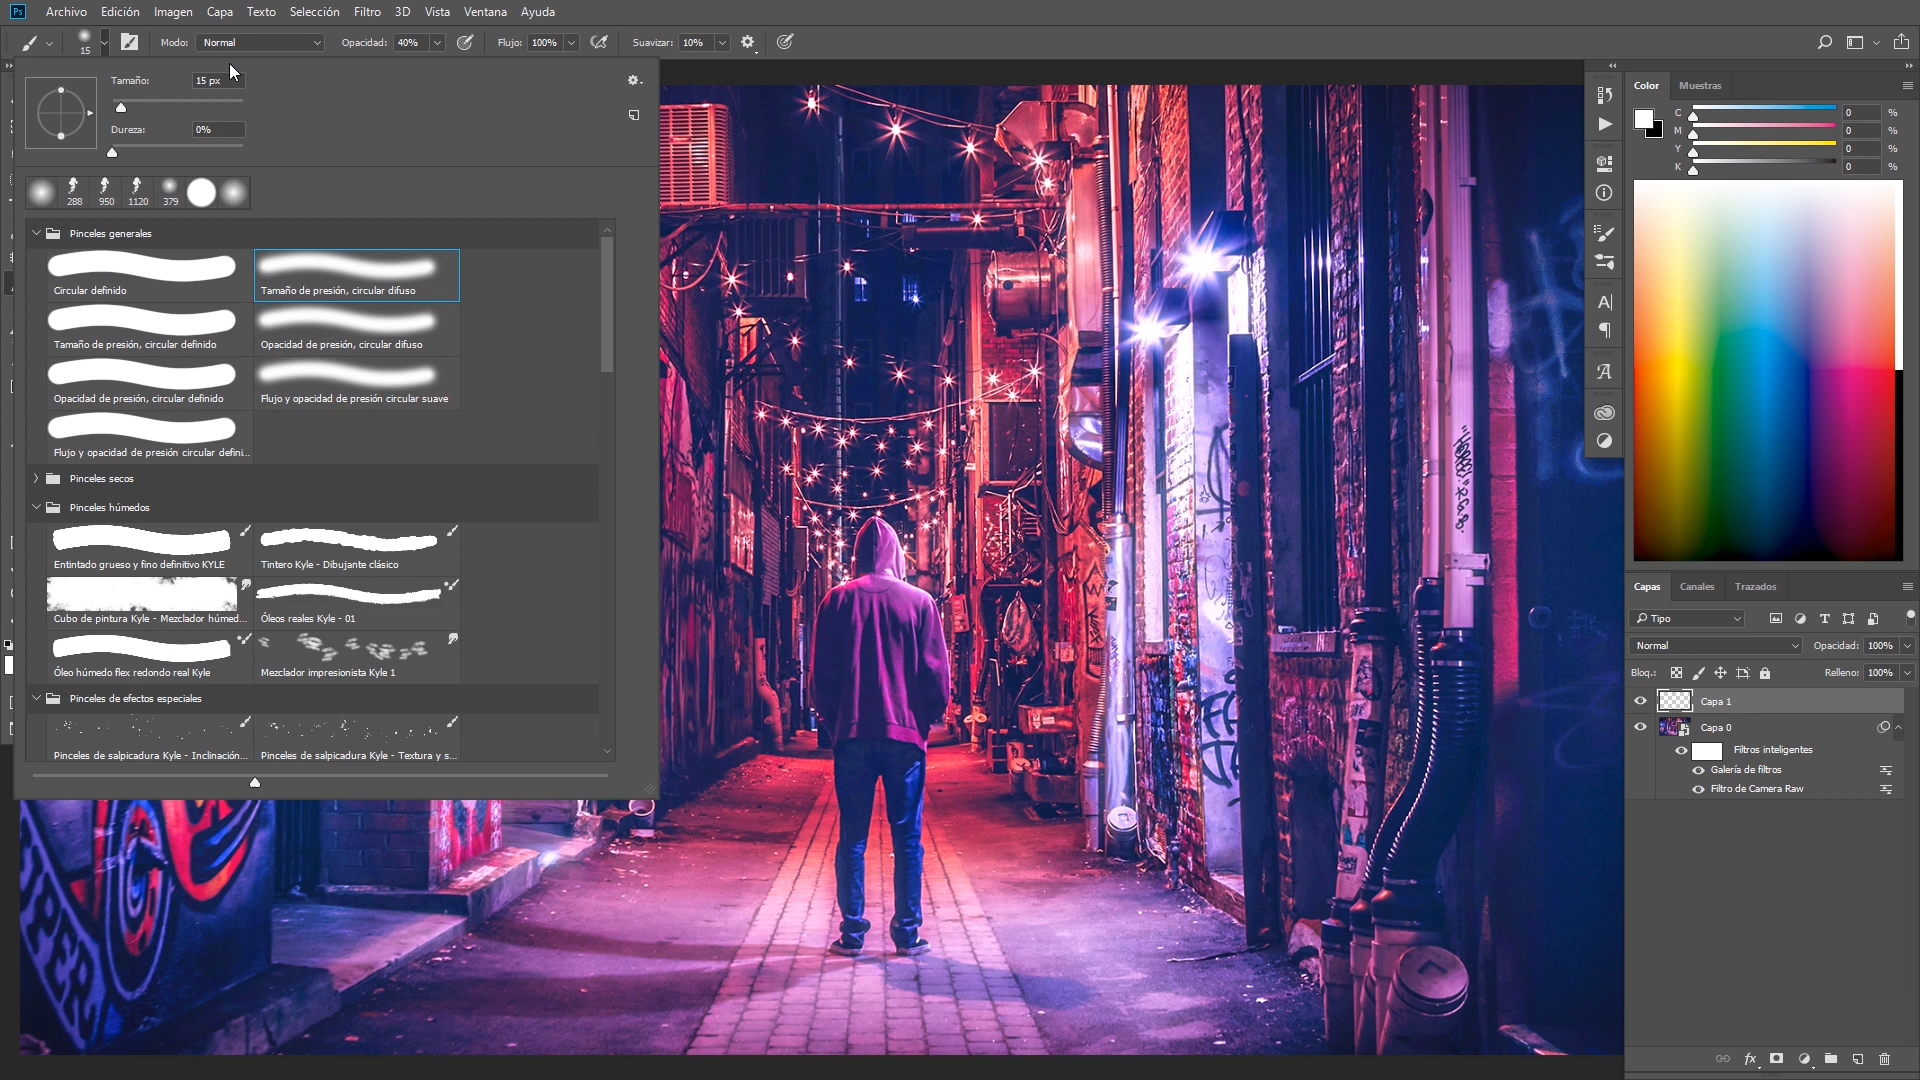 Ps Archivo Edición Imagen Capa Texto Selección Filtro 3D Vista Ventana Ayuda
15 Modo: Normal Opacidad: 40% Flujo: 100% Suavizar: 10%
Tamaño: 15 px
Dureza: 0%
288 950 1120 379
Pinceles generales
Circular definido
Tamaño de presión, circular difuso
Tamaño de presión, circular definido
Opacidad de presión, circular difuso
Opacidad de presión, circular definido
Flujo y opacidad de presión circular suave
Flujo y opacidad de presión circular defini...
Pinceles secos
Pinceles húmedos
Entintado grueso y fino definitivo KYLE
Tintero Kyle - Dibujante clásico
Cubo de pintura Kyle - Mezclador húmed...
Óleos reales Kyle - 01
Óleo húmedo flex redondo real Kyle
Mezclador impresionista Kyle 1
Pinceles de efectos especiales
Pinceles de salpicadura Kyle - Inclinación...
Pinceles de salpicadura Kyle - Textura y s...
Color Muestras
C 0 %
M 0 %
Y 0 %
K 0 %
Capas Canales Trazados
Tipo
Normal Opacidad: 100%
Bloq.: Relleno: 100%
Capa 1
Capa 0
Filtros inteligentes
Galería de filtros
Filtro de Camera Raw
fx